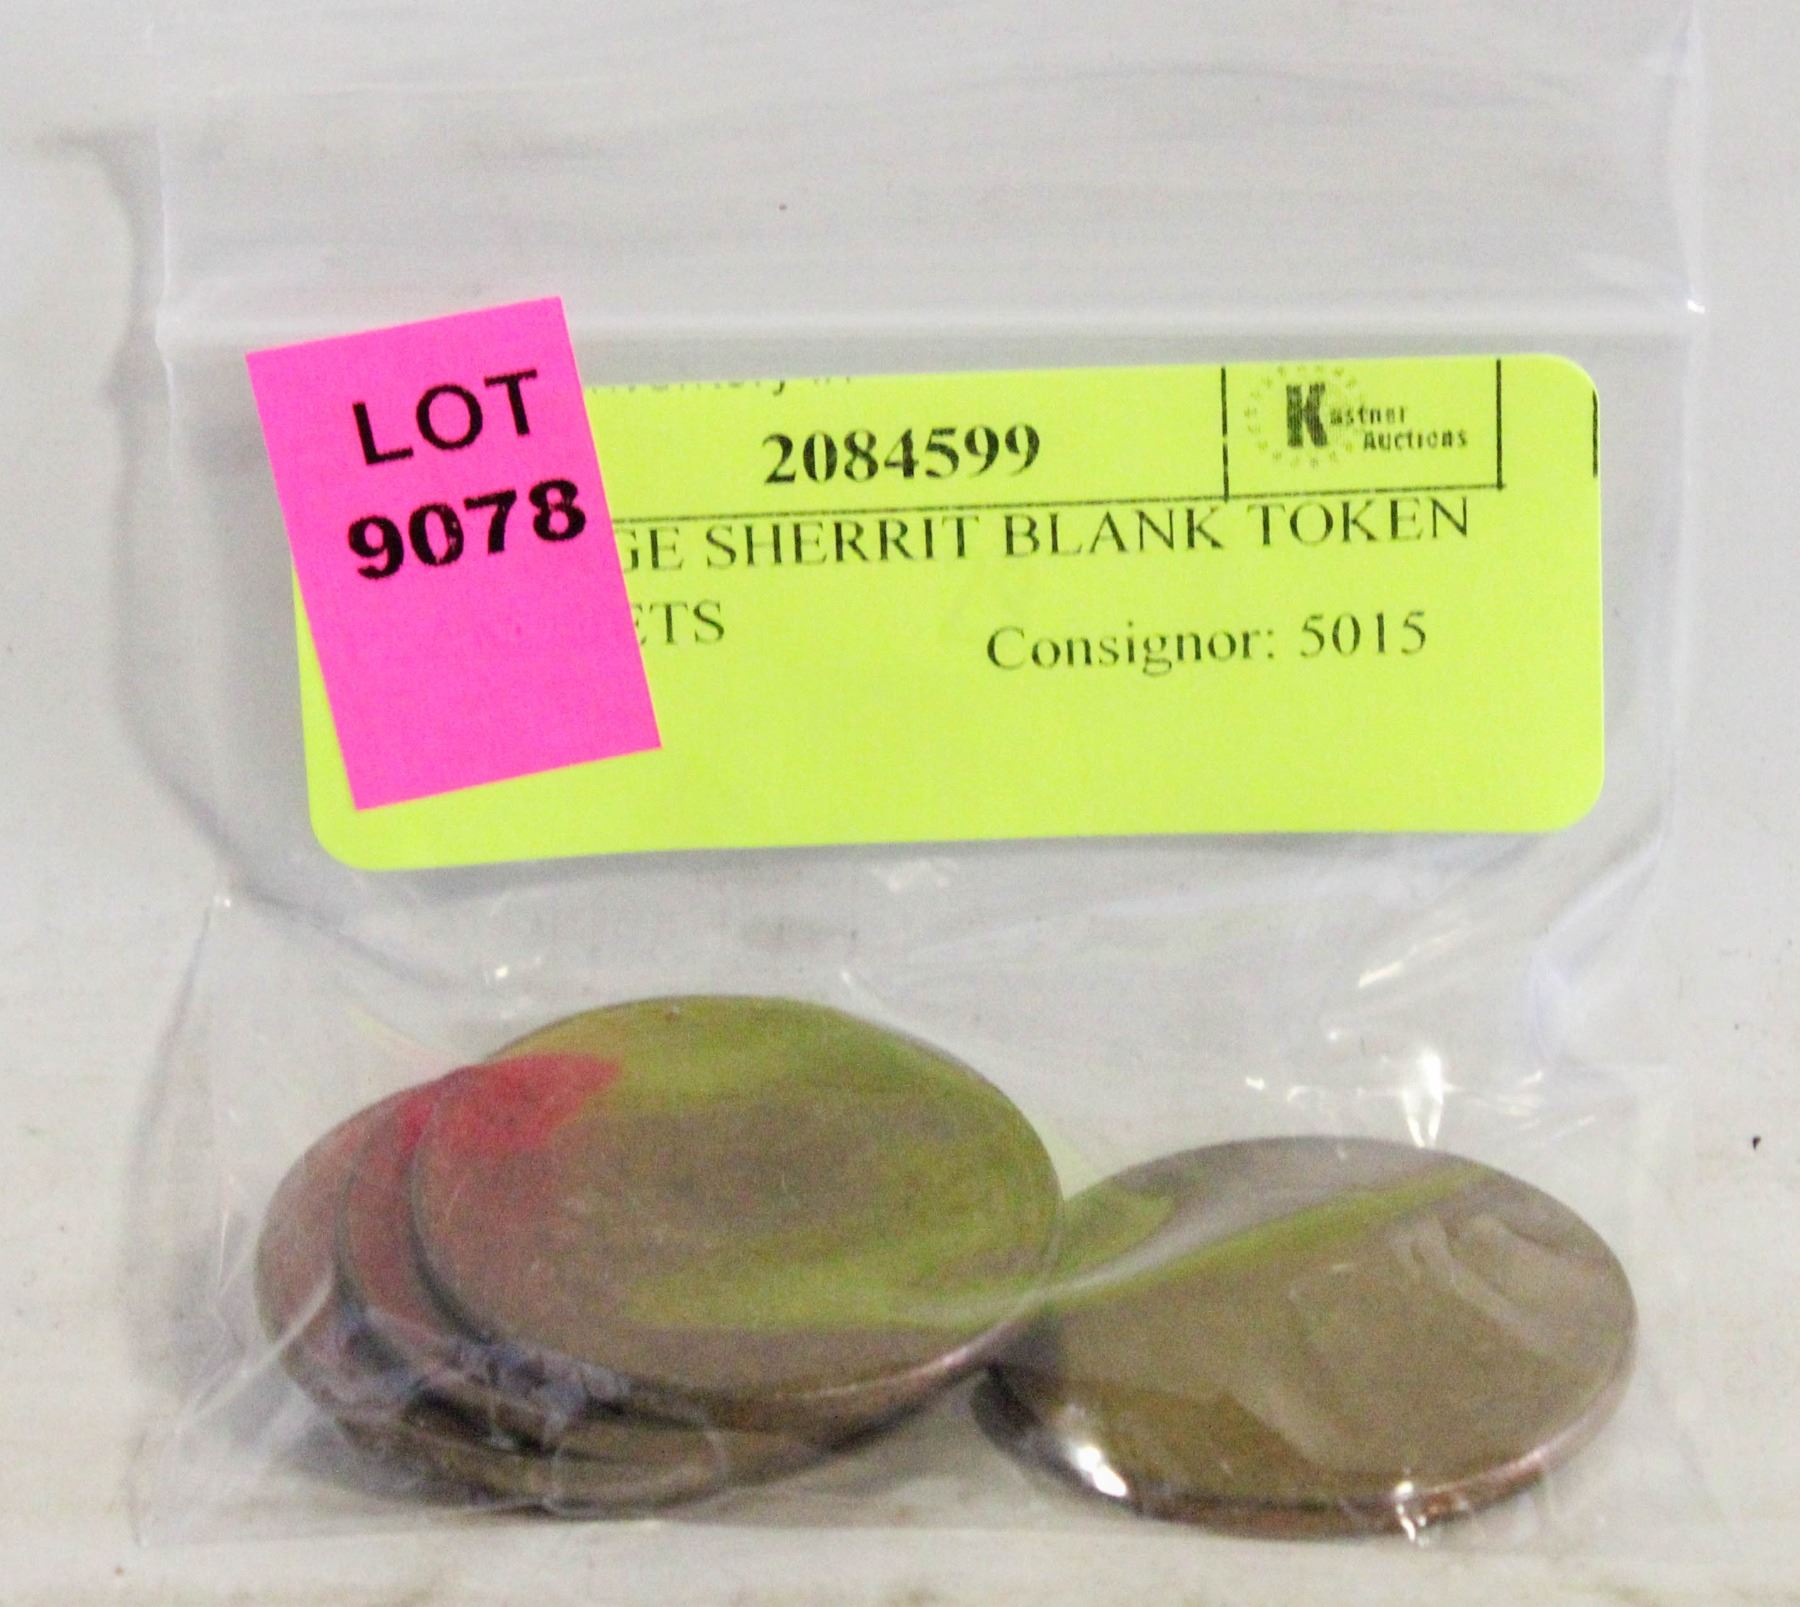 LOT
9078
2084599
Kastner
Auctions
GE SHERRIT BLANK TOKEN
ETS
Consignor: 5015